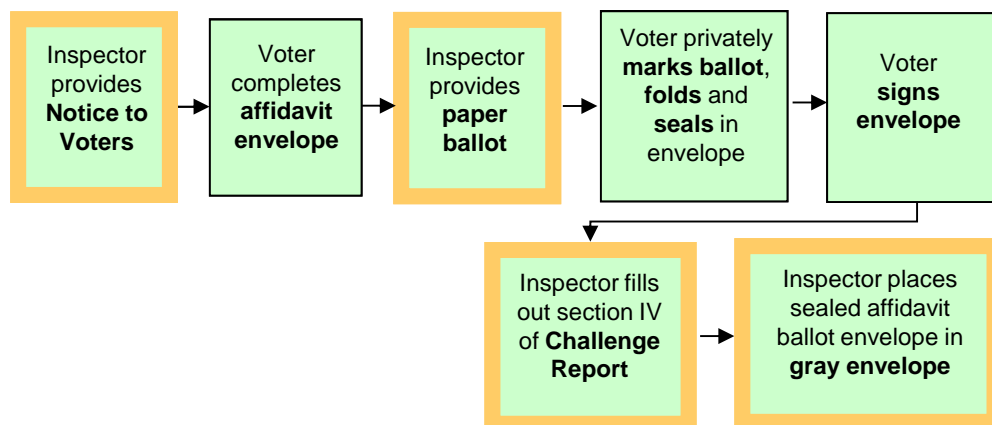 Inspector
provides
Notice to
Voters
Voter
completes
affidavit
envelope
Inspector
provides
paper
ballot
Voter privately
marks ballot,
folds and
seals in
envelope
Voter
signs
envelope
Inspector fills
out section IV
of Challenge
Report
Inspector places
sealed affidavit
ballot envelope in
gray envelope